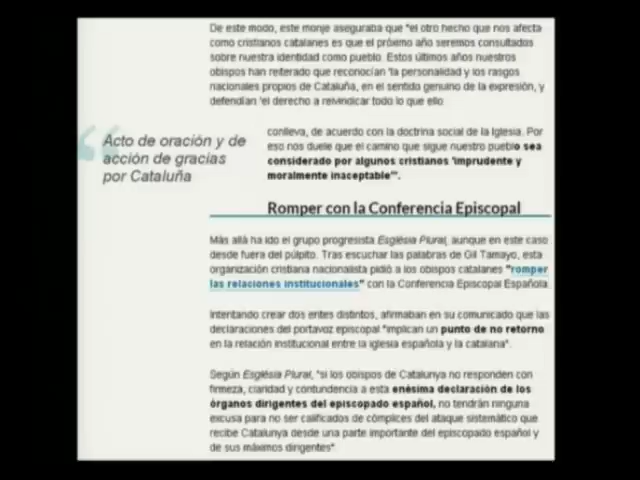 De este modo, este monje aseguraba que "el otro hecho que nos afecta
como cristianos catalanes es que el próximo año seremos consultados
sobre nuestra identidad como pueblo. Estos últimos años nuestros
obispos han reiterado que reconocían 'la personalidad y los rasgos
nacionales propios de Cataluña, en el sentido genuino de la expresión, y
defendían 'el derecho a reivindicar todo lo que ello
Acto de oración y de
acción de gracias
por Cataluña
conlleva, de acuerdo con la doctrina social de la Iglesia. Por
eso nos duele que el camino que sigue nuestro pueblo sea
considerado por algunos cristianos 'imprudente y
moralmente inaceptable'".
Romper con la Conferencia Episcopal
Más allá ha ido el grupo progresista Església Plural, aunque en este caso
desde fuera del púlpito. Tras escuchar las palabras de Gil Tamayo, esta
organización cristiana nacionalista pidió a los obispos catalanes "romper
las relaciones institucionales" con la Conferencia Episcopal Española.
Intentando crear dos entes distintos, afirmaban en su comunicado que las
declaraciones del portavoz episcopal "implican un punto de no retorno
en la relación institucional entre la iglesia española y la catalana".
Según Església Plural, "si los obispos de Catalunya no responden con
firmeza, claridad y contundencia a esta enésima declaración de los
órganos dirigentes del episcopado español, no tendrán ninguna
excusa para no ser calificados de cómplices del ataque sistemático que
recibe Catalunya desde una parte importante del episcopado español y
de sus máximos dirigentes"